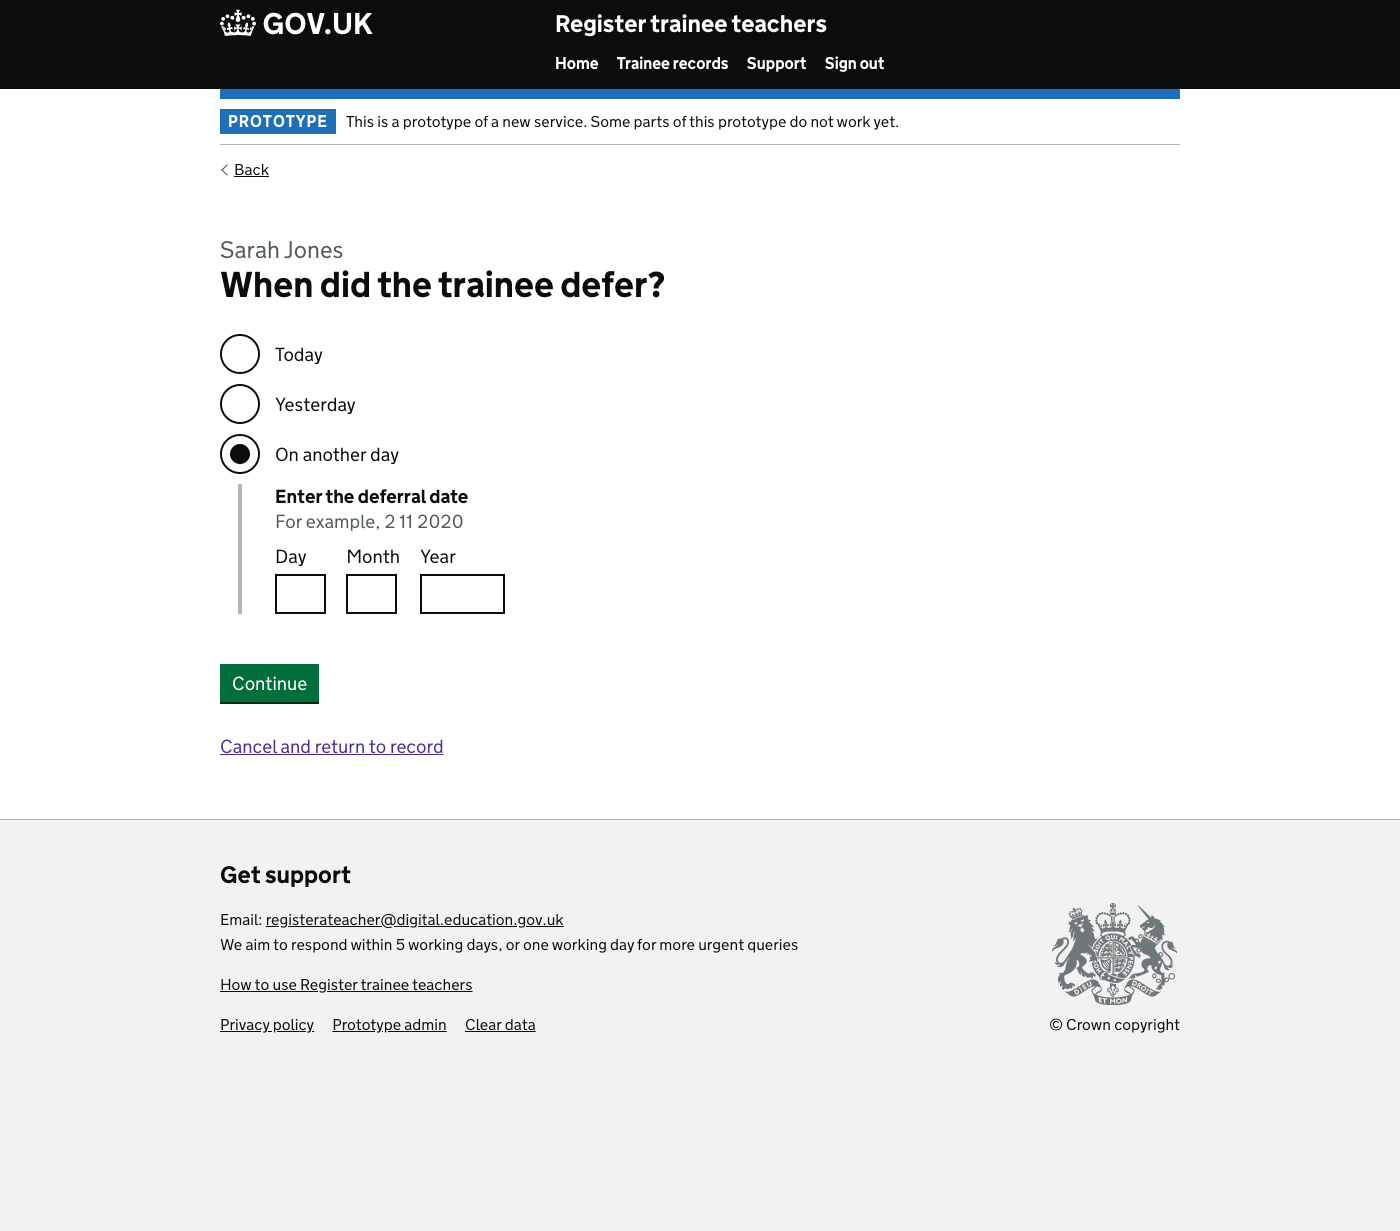 GOV.UK
Register trainee teachers
Home Trainee records Support Sign out
PROTOTYPE This is a prototype of a new service. Some parts of this prototype do not work yet.
Back
Sarah Jones
When did the trainee defer?
Today
Yesterday
On another day
Enter the deferral date
For example, 2 11 2020
Day Month Year
Continue
Cancel and return to record
Get support
Email: registerateacher@digital.education.gov.uk
We aim to respond within 5 working days, or one working day for more urgent queries
How to use Register trainee teachers
Privacy policy Prototype admin Clear data
DIEU ET MON DROIT
© Crown copyright